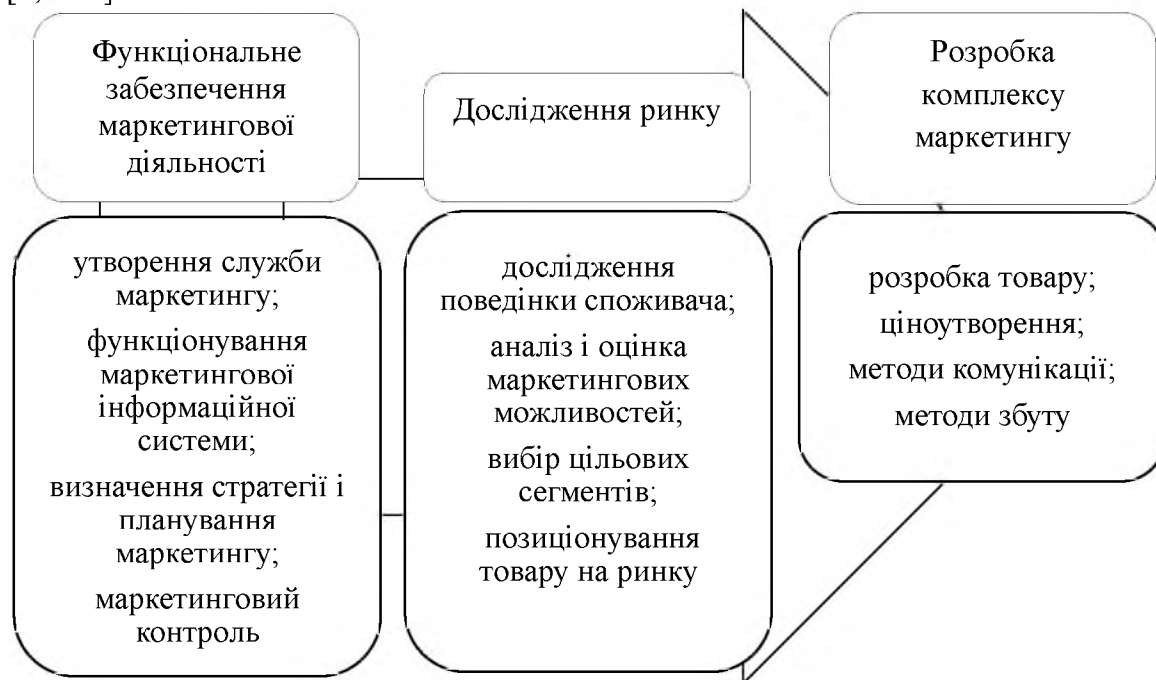 Функціональне
забезпечення
маркетингової
діяльності
утворення служби
маркетингу;
функціонування
маркетингової
інформаційної
системи;
визначення стратегії і
планування
маркетингу;
маркетинговий
контроль
Дослідження ринку
дослідження
поведінки споживача;
аналіз і оцінка
маркетингових
можливостей;
вибір цільових
сегментів;
позиціонування
товару на ринку
Розробка
комплексу
маркетингу
розробка товару;
ціноутворення;
методи комунікації;
методи збуту